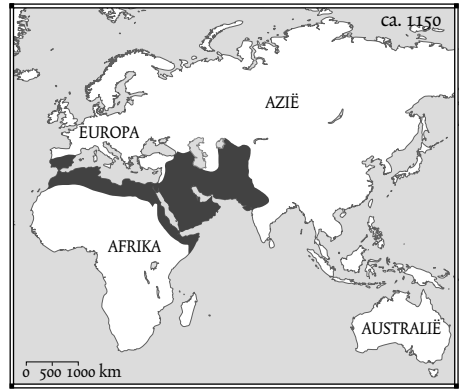 ca. 1150
AZIË
EUROPA
AFRIKA
AUSTRALIË
0 500 1000 km